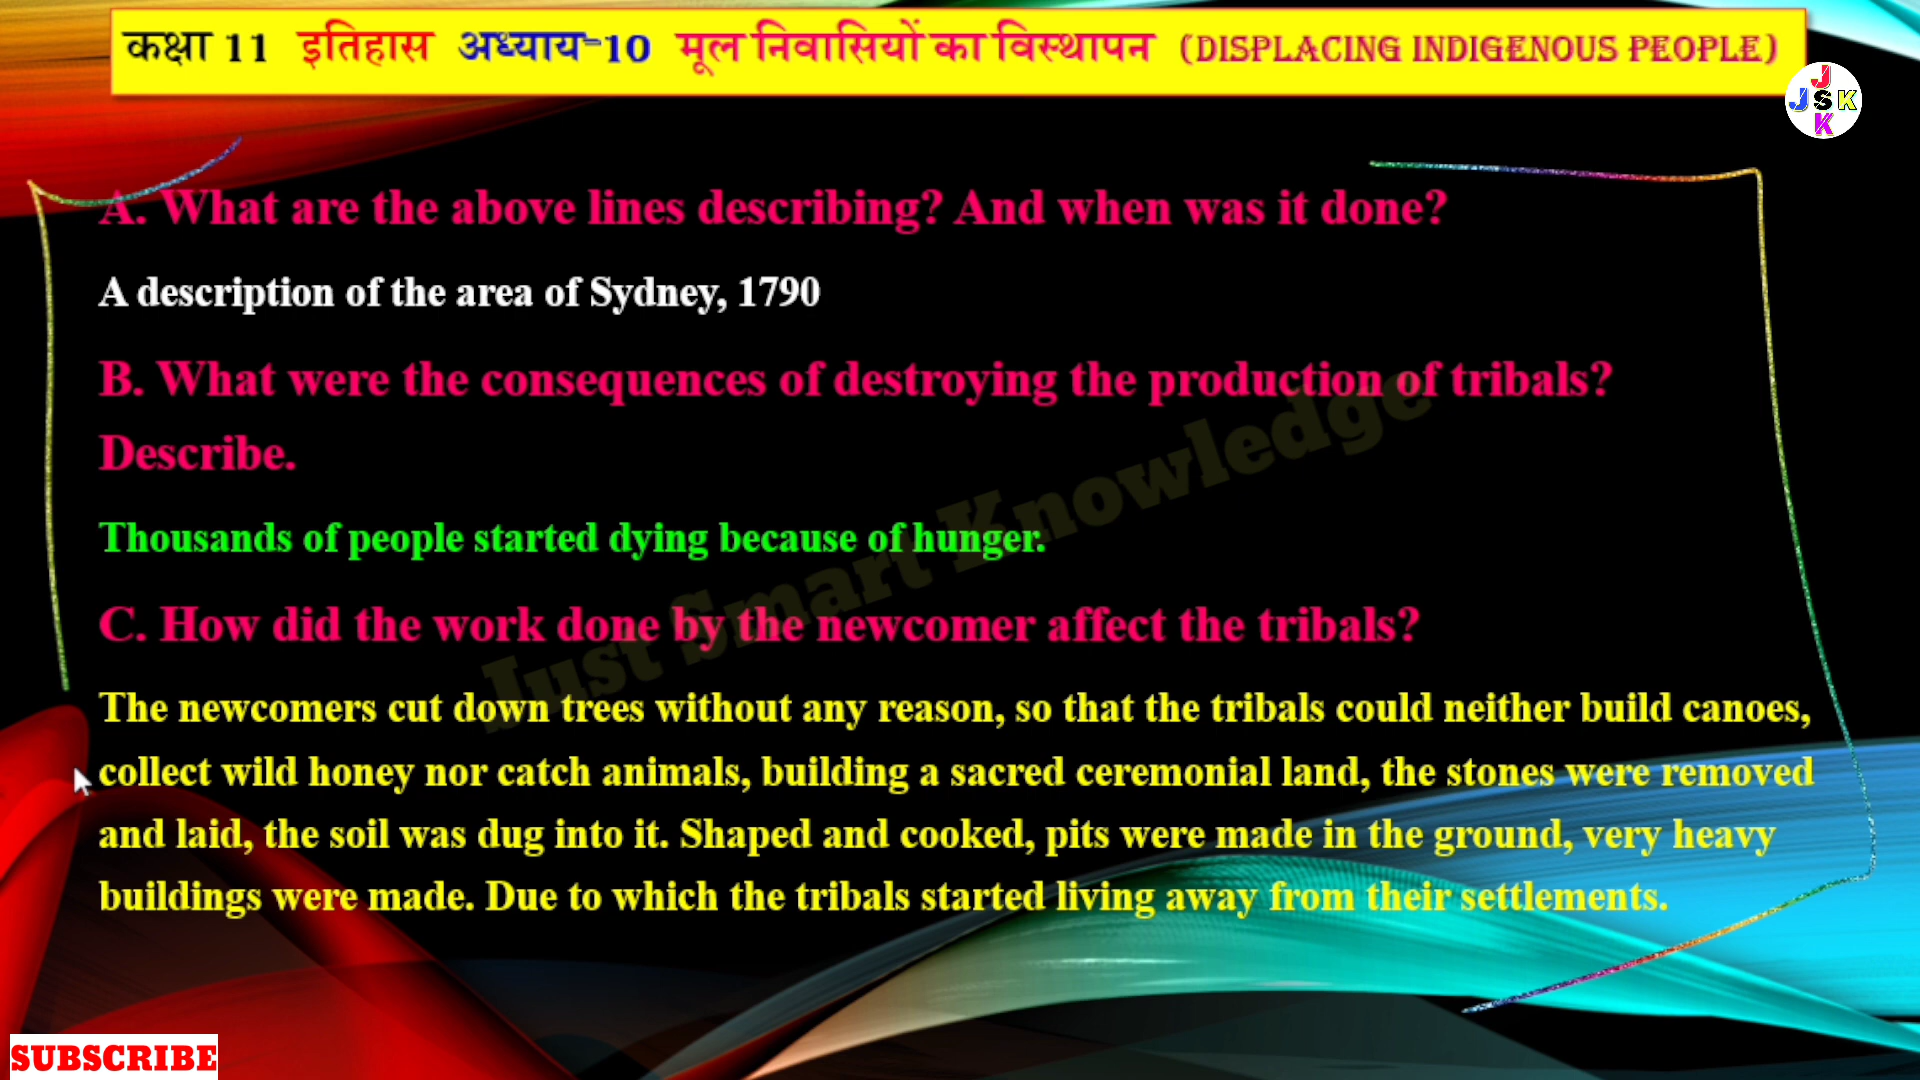 कक्षा 11 इतिहास अध्याय-10 मूल निवासियों का विस्थापन (DISPLACING INDIGENOUS PEOPLE)
J
J S K
K
A. What are the above lines describing? And when was it done?
A description of the area of Sydney, 1790
B. What were the consequences of destroying the production of tribals?
Describe.
Thousands of people started dying because of hunger.
C. How did the work done by the newcomer affect the tribals?
The newcomers cut down trees without any reason, so that the tribals could neither build canoes,
collect wild honey nor catch animals, building a sacred ceremonial land, the stones were removed
and laid, the soil was dug into it. Shaped and cooked, pits were made in the ground, very heavy
buildings were made. Due to which the tribals started living away from their settlements.
Just Smart Knowledge
SUBSCRIBE